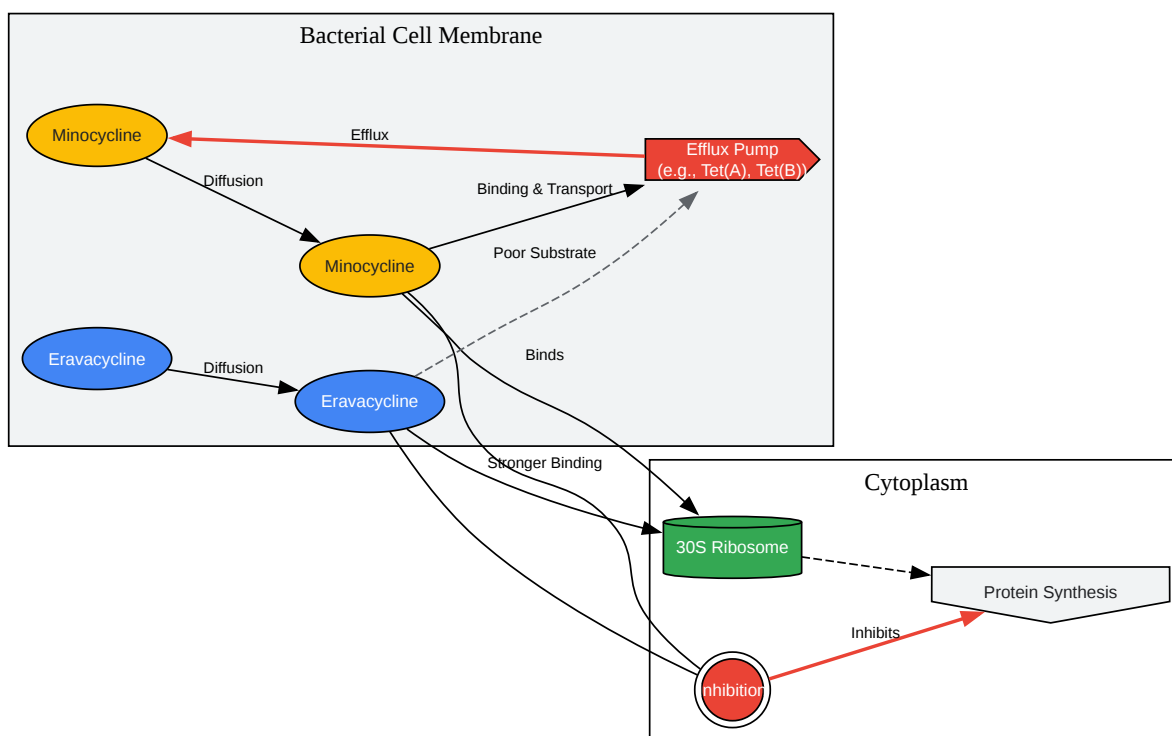 Bacterial Cell Membrane
Minocycline
Efflux
Efflux Pump
(e.g., Tet(A), Tet(B))
Diffusion
Binding & Transport
Minocycline
Poor Substrate
Eravacycline
Diffusion
Binds
Eravacycline
Stronger Binding
Cytoplasm
30S Ribosome
Protein Synthesis
Inhibits
nhibition